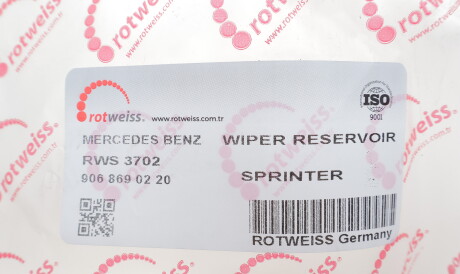 rotweiss.
www.rotweiss.com.tr
ISO
9001
MERCEDES BENZ WIPER RESERVOIR
RWS 3702
906 869 02 20 SPRINTER
ROTWEISS Germany